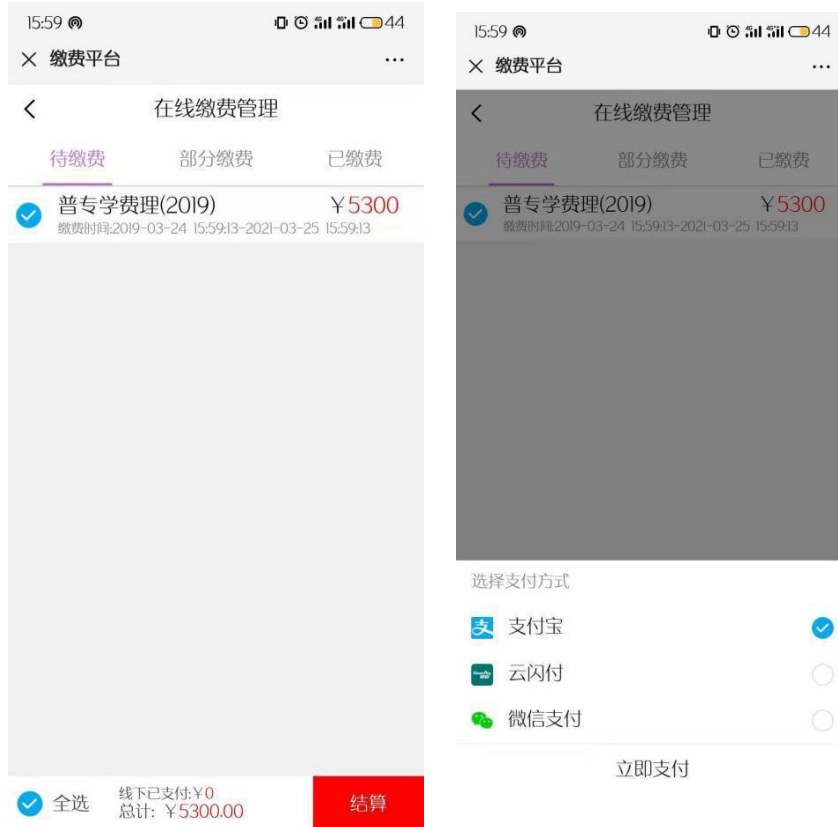 15:59
44
缴费平台
在线缴费管理
待缴费 部分缴费 已缴费
普专学费理(2019) ￥5300
缴费时间:2019-03-24 15:59:13-2021-03-25 15:59:13
全选
线下已支付:￥0
总计: ￥5300.00
结算
15:59
44
缴费平台
在线缴费管理
待缴费 部分缴费 已缴费
普专学费理(2019) ￥5300
缴费时间:2019-03-24 15:59:13-2021-03-25 15:59:13
选择支付方式
支 支付宝
云闪付
微信支付
立即支付